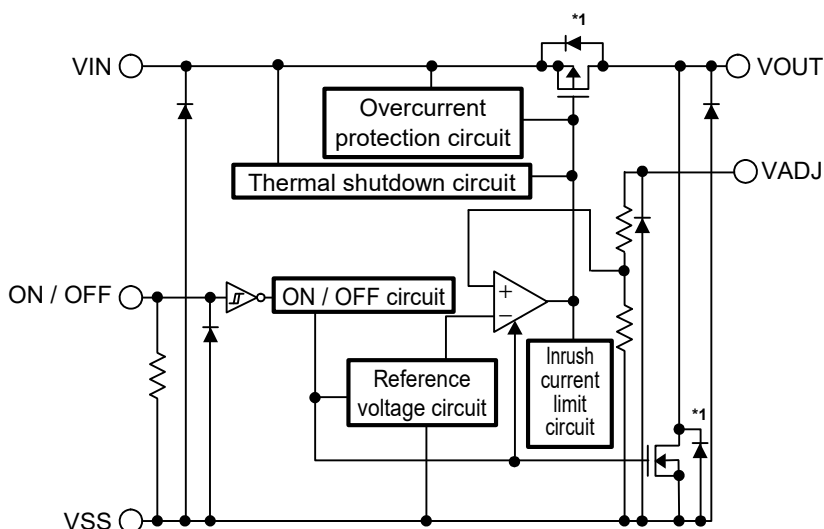 *1
VIN
VOUT
Overcurrent
protection circuit
Thermal shutdown circuit
VADJ
ON / OFF
ON / OFF circuit
+
−
Reference
voltage circuit
Inrush
current
limit
circuit
*1
VSS